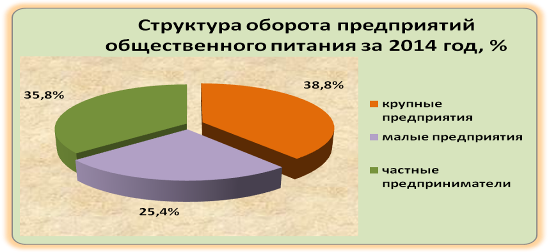 Структура оборота предприятий
общественного питания за 2014 год, %
38,8%
35,8%
25,4%
крупные
предприятия
малые предприятия
частные
предприниматели